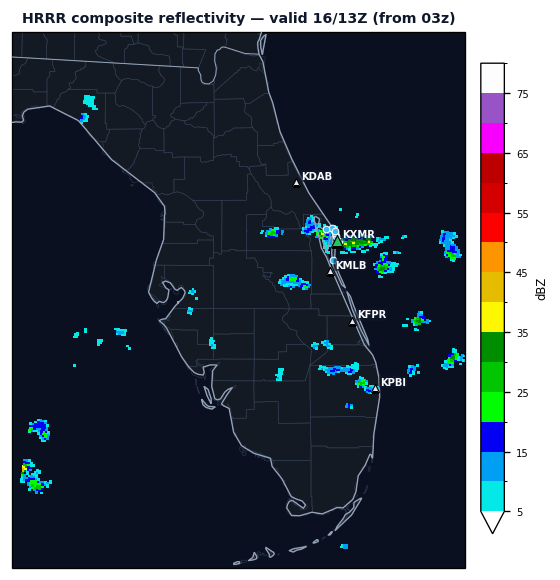 HRRR composite reflectivity — valid 16/13Z (from 03z)
KDAB
KXMR
KMLB
KFPR
KPBI
75
65
55
45
35
25
15
5
dBZ